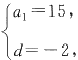 a₁=15,
d=-2,